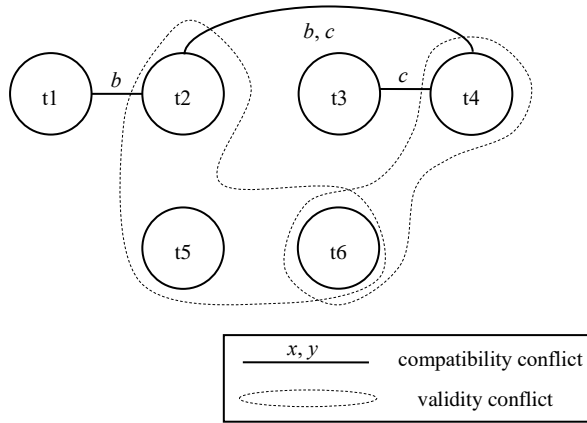 b, c
b
c
t1
t2
t3
t4
t5
t6
x, y
compatibility conflict
validity conflict